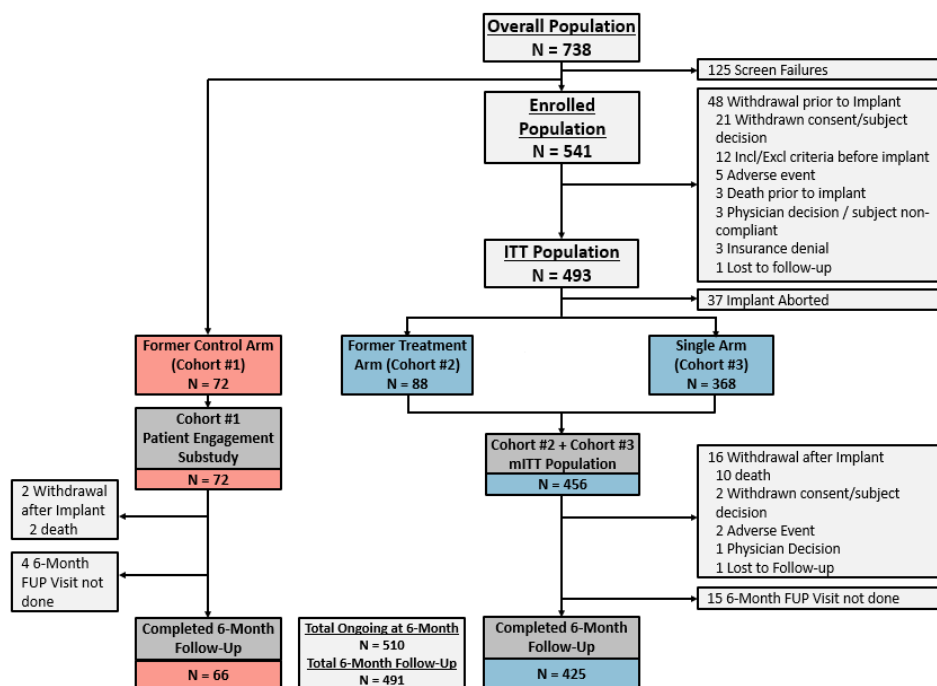 Overall Population
N = 738
125 Screen Failures
Enrolled
Population
N = 541
48 Withdrawal prior to Implant
21 Withdrawn consent/subject
decision
12 Incl/Excl criteria before implant
5 Adverse event
3 Death prior to implant
3 Physician decision / subject non-
compliant
3 Insurance denial
1 Lost to follow-up
ITT Population
N = 493
37 Implant Aborted
Former Control Arm
(Cohort #1)
N = 72
Former Treatment
Arm (Cohort #2)
N = 88
Single Arm
(Cohort #3)
N = 368
Cohort #1
Patient Engagement
Substudy
N = 72
Cohort #2 + Cohort #3
mITT Population
N = 456
2 Withdrawal
after Implant
2 death
16 Withdrawal after Implant
10 death
2 Withdrawn consent/subject
decision
2 Adverse Event
1 Physician Decision
1 Lost to Follow-up
4 6-Month
FUP Visit not
done
15 6-Month FUP Visit not done
Completed 6-Month
Follow-Up
N = 66
Total Ongoing at 6-Month
N = 510
Total 6-Month Follow-Up
N = 491
Completed 6-Month
Follow-Up
N = 425